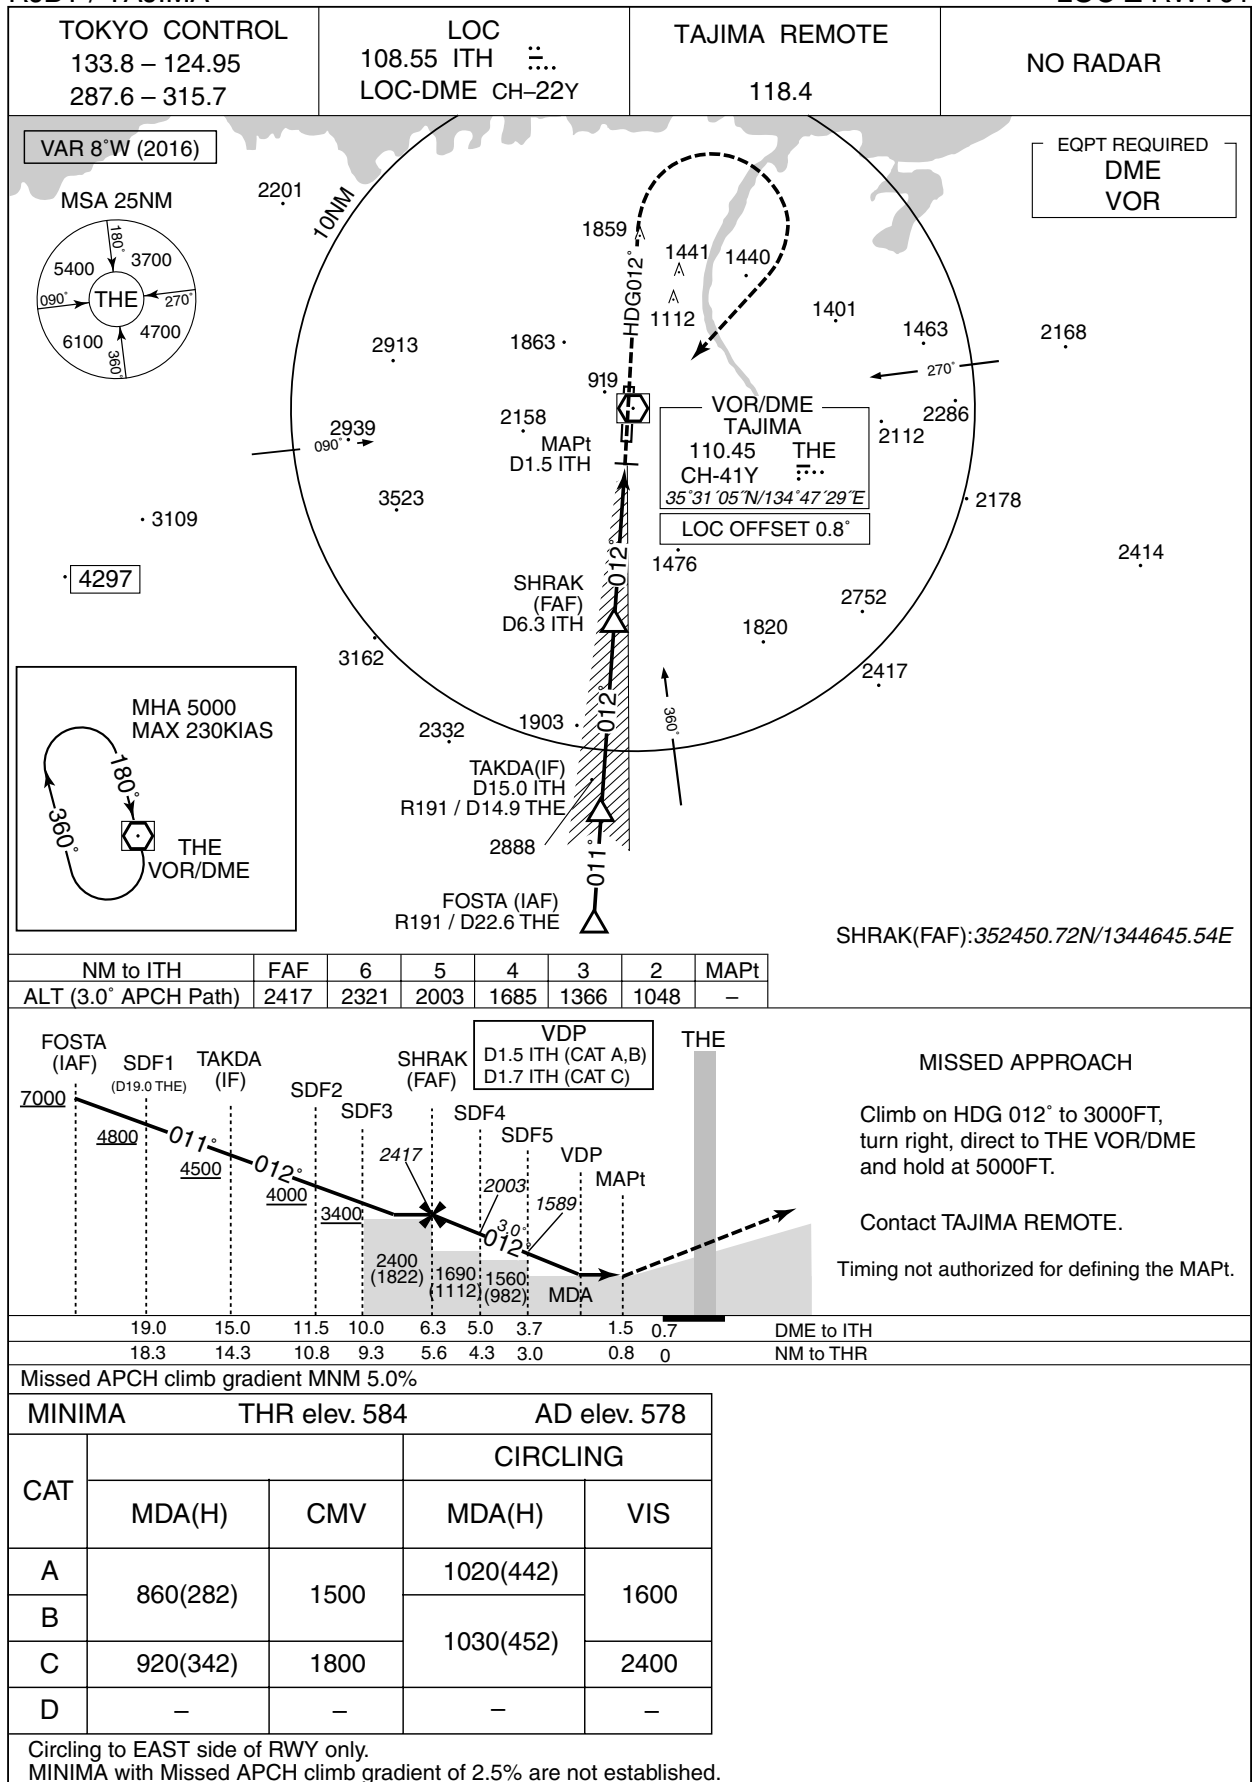 TOKYO CONTROL
133.8 – 124.95
287.6 – 315.7
LOC
108.55 ITH
LOC-DME CH–22Y
TAJIMA REMOTE
118.4
NO RADAR
VAR 8˚W (2016)
EQPT REQUIRED
DME
VOR
MSA 25NM
180˚
5400
3700
090˚
THE
270˚
6100
4700
360˚
2201
10NM
1859
HDG012˚
1441
1440
1112
1401
1463
2168
2913
1863
919
270˚
2286
2939
090˚
2158
MAPt
D1.5 ITH
VOR/DME
TAJIMA
110.45 THE
CH-41Y
35˚31´05˝N/134˚47´29˝E
LOC OFFSET 0.8˚
2112
3523
3109
2178
4297
2414
012˚
1476
SHRAK
(FAF)
D6.3 ITH
2752
1820
3162
2417
MHA 5000
MAX 230KIAS
180˚
360˚
THE
VOR/DME
2332
1903
012˚
360˚
TAKDA(IF)
D15.0 ITH
R191 / D14.9 THE
2888
011˚
FOSTA (IAF)
R191 / D22.6 THE
SHRAK(FAF):352450.72N/1344645.54E
NM to ITH FAF 6 5 4 3 2 MAPt
ALT (3.0˚ APCH Path) 2417 2321 2003 1685 1366 1048 –
FOSTA
(IAF)
SDF1
(D19.0 THE)
TAKDA
(IF)
SDF2
SDF3
SHRAK
(FAF)
VDP
D1.5 ITH (CAT A,B)
D1.7 ITH (CAT C)
THE
SDF4
SDF5
VDP
MAPt
7000
4800
011˚
4500
012˚
4000
3400
2417
2003
1589
3.0˚
012˚
2400
(1822)
1690
(1112)
1560
(982)
MDA
MISSED APPROACH
Climb on HDG 012˚ to 3000FT,
turn right, direct to THE VOR/DME
and hold at 5000FT.
Contact TAJIMA REMOTE.
Timing not authorized for defining the MAPt.
19.0 15.0 11.5 10.0 6.3 5.0 3.7 1.5 0.7 DME to ITH
18.3 14.3 10.8 9.3 5.6 4.3 3.0 0.8 0 NM to THR
Missed APCH climb gradient MNM 5.0%
MINIMA THR elev. 584 AD elev. 578
CAT
CIRCLING
MDA(H) CMV MDA(H) VIS
A 860(282) 1500 1020(442) 1600
B 1030(452)
C 920(342) 1800 2400
D – – – –
Circling to EAST side of RWY only.
MINIMA with Missed APCH climb gradient of 2.5% are not established.